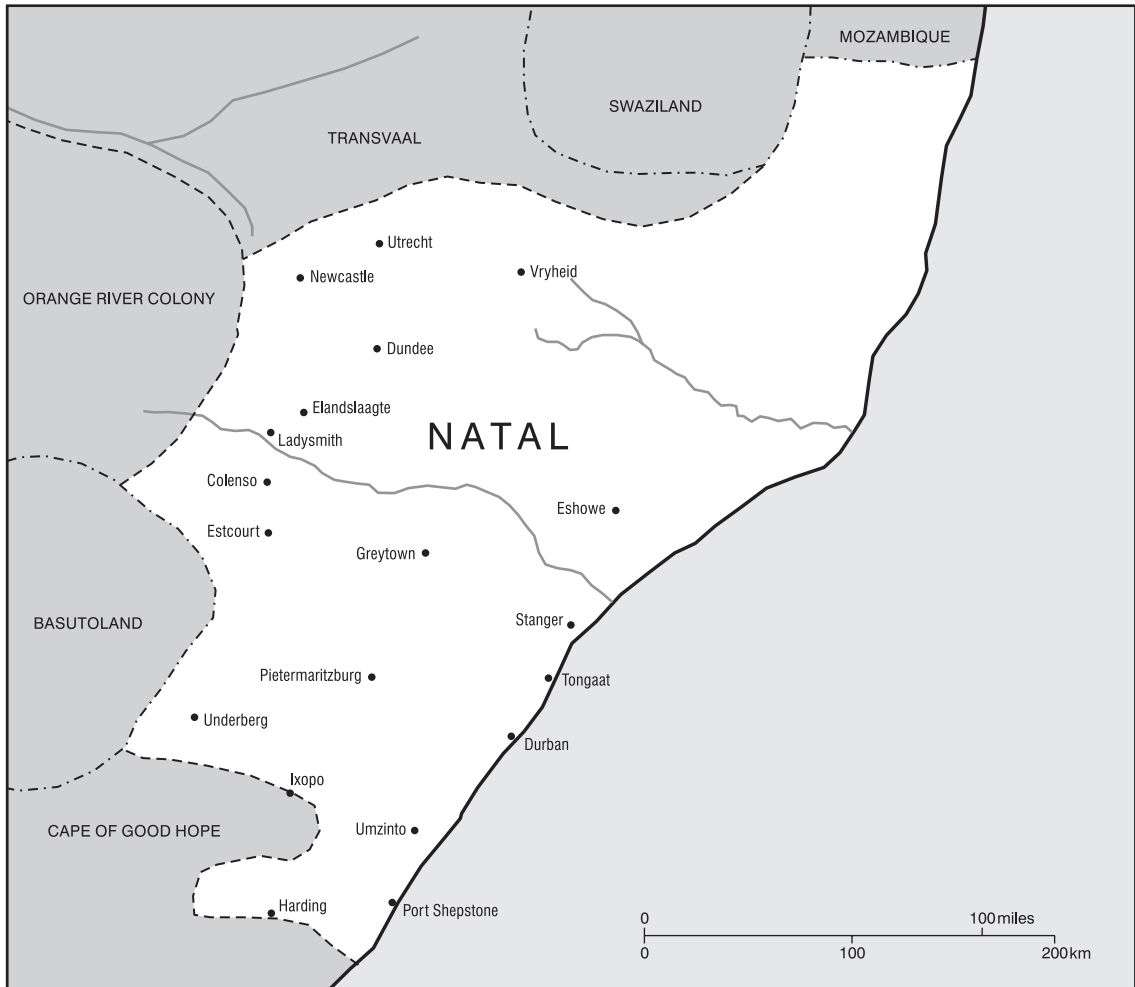 MOZAMBIQUE
SWAZILAND
TRANSVAAL
Utrecht
Vryheid
Newcastle
ORANGE RIVER COLONY
Dundee
Elandslaagte
NATAL
Ladysmith
Colenso
Eshowe
Estcourt
Greytown
Stanger
BASUTOLAND
Pietermaritzburg
Tongaat
Underberg
Durban
Ixopo
CAPE OF GOOD HOPE
Umzinto
Harding
Port Shepstone
0 100 miles
0 100 200 km